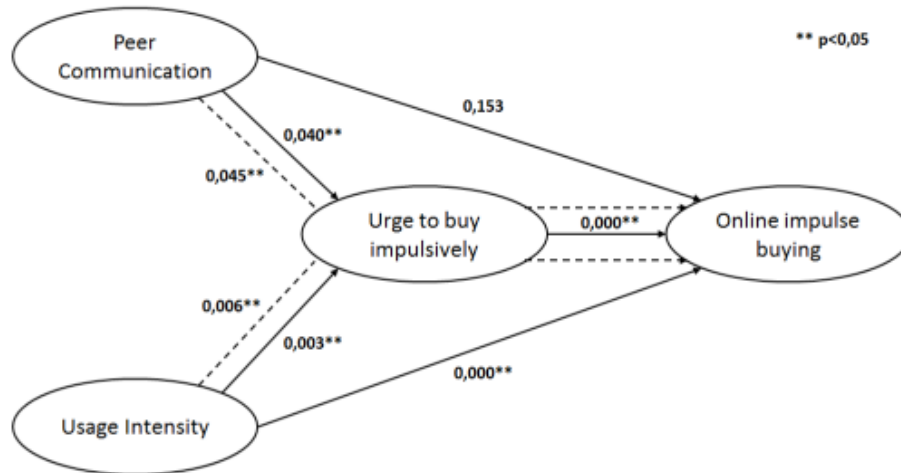 Peer
Communication
** p<0,05
0,153
0,040**
0,045**
Urge to buy
impulsively
0,000**
Online impulse
buying
0,006**
0,003**
0,000**
Usage Intensity